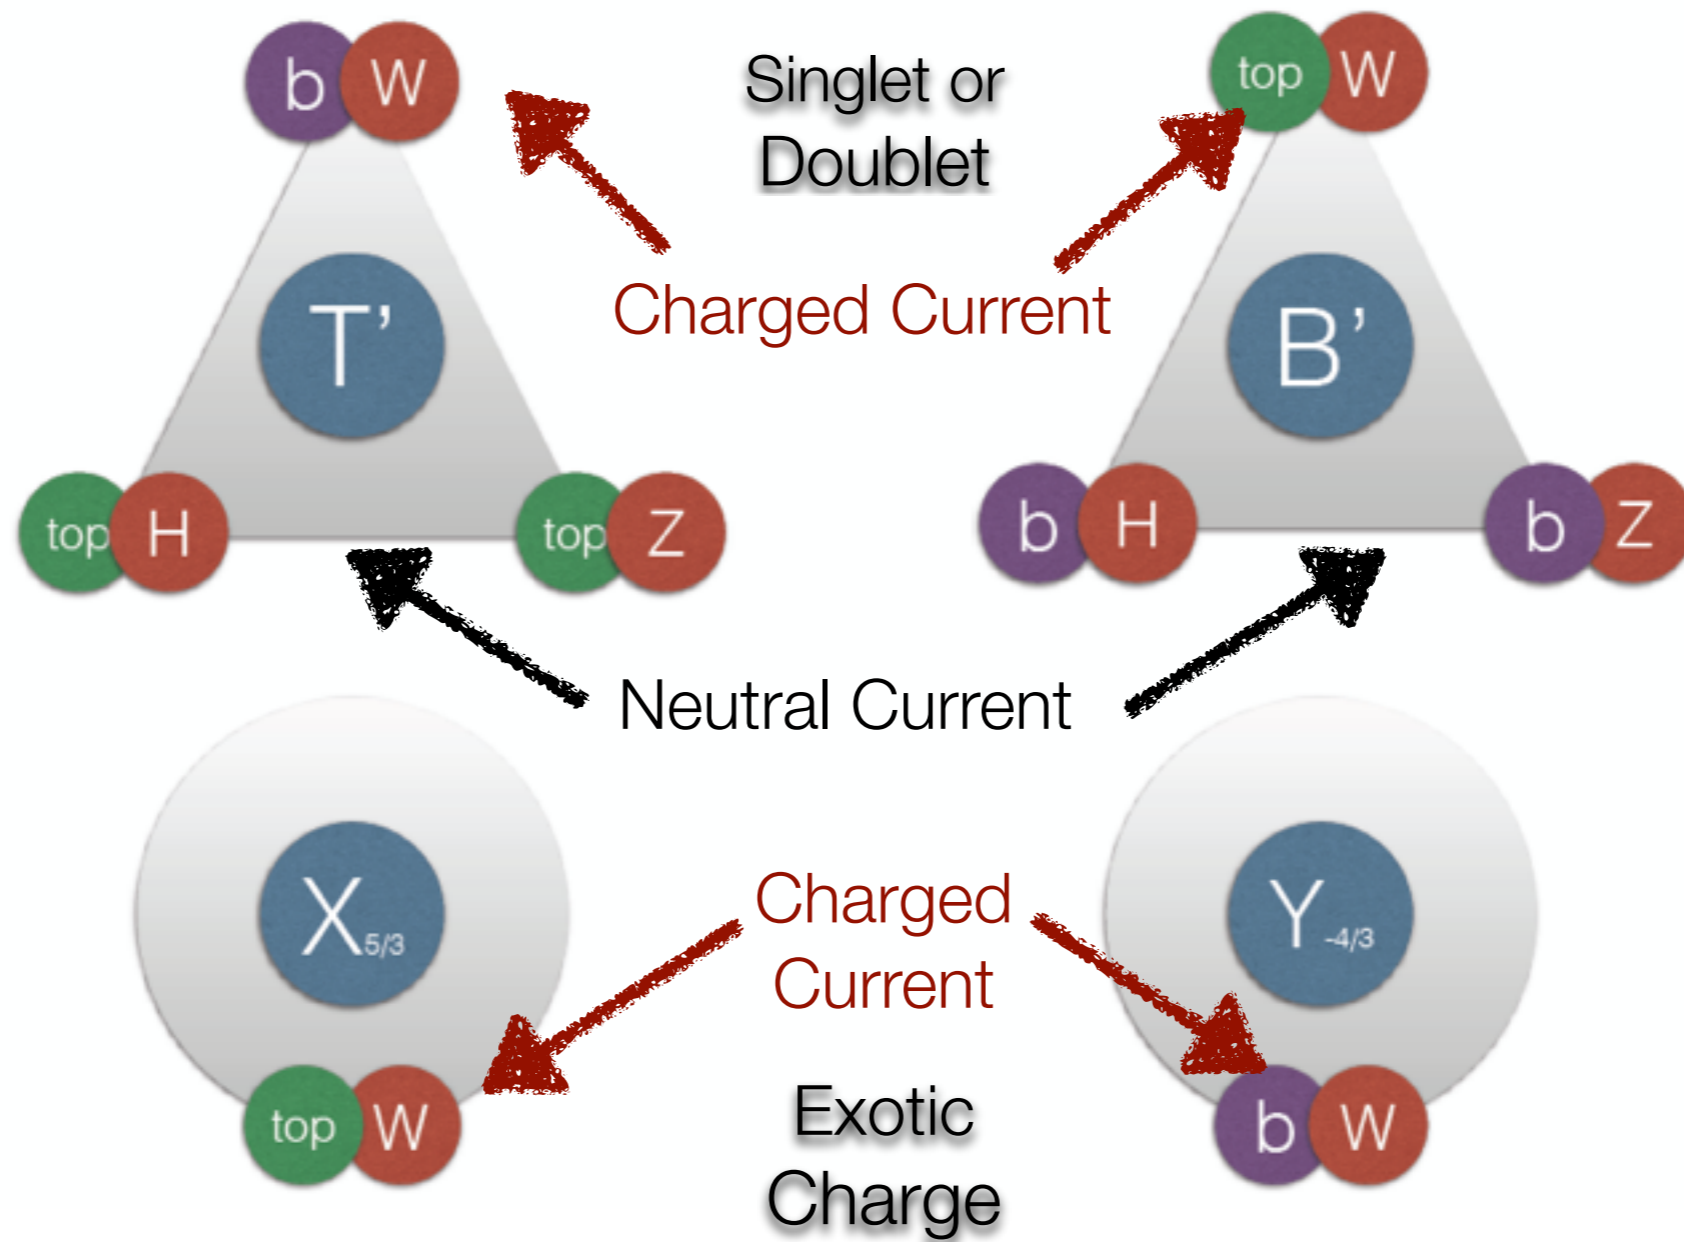 b W
Singlet or
Doublet
top W
Charged Current
T’
B’
top H
top Z
b H
b Z
Neutral Current
X5/3
Charged
Current
Y-4/3
top W
Exotic
Charge
b W